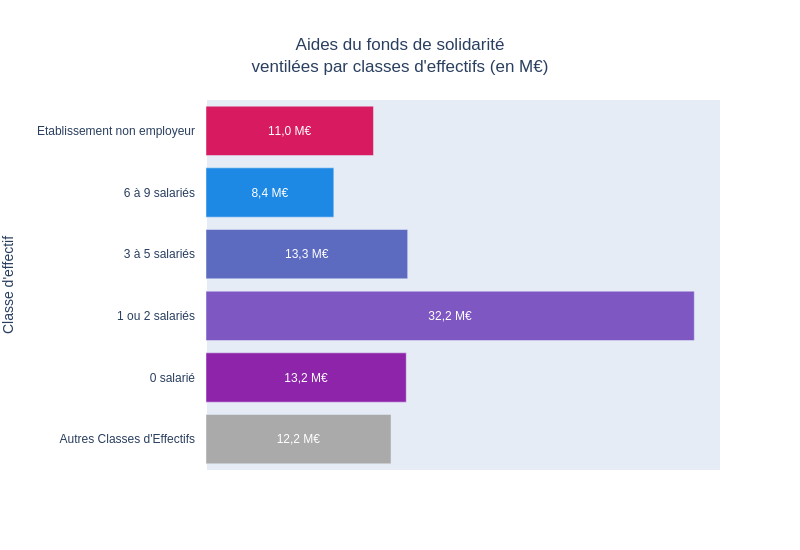 Aides du fonds de solidarité
ventilées par classes d'effectifs (en M€)
Classe d'effectif
Etablissement non employeur
11,0 M€
6 à 9 salariés
8,4 M€
3 à 5 salariés
13,3 M€
1 ou 2 salariés
32,2 M€
0 salarié
13,2 M€
Autres Classes d'Effectifs
12,2 M€